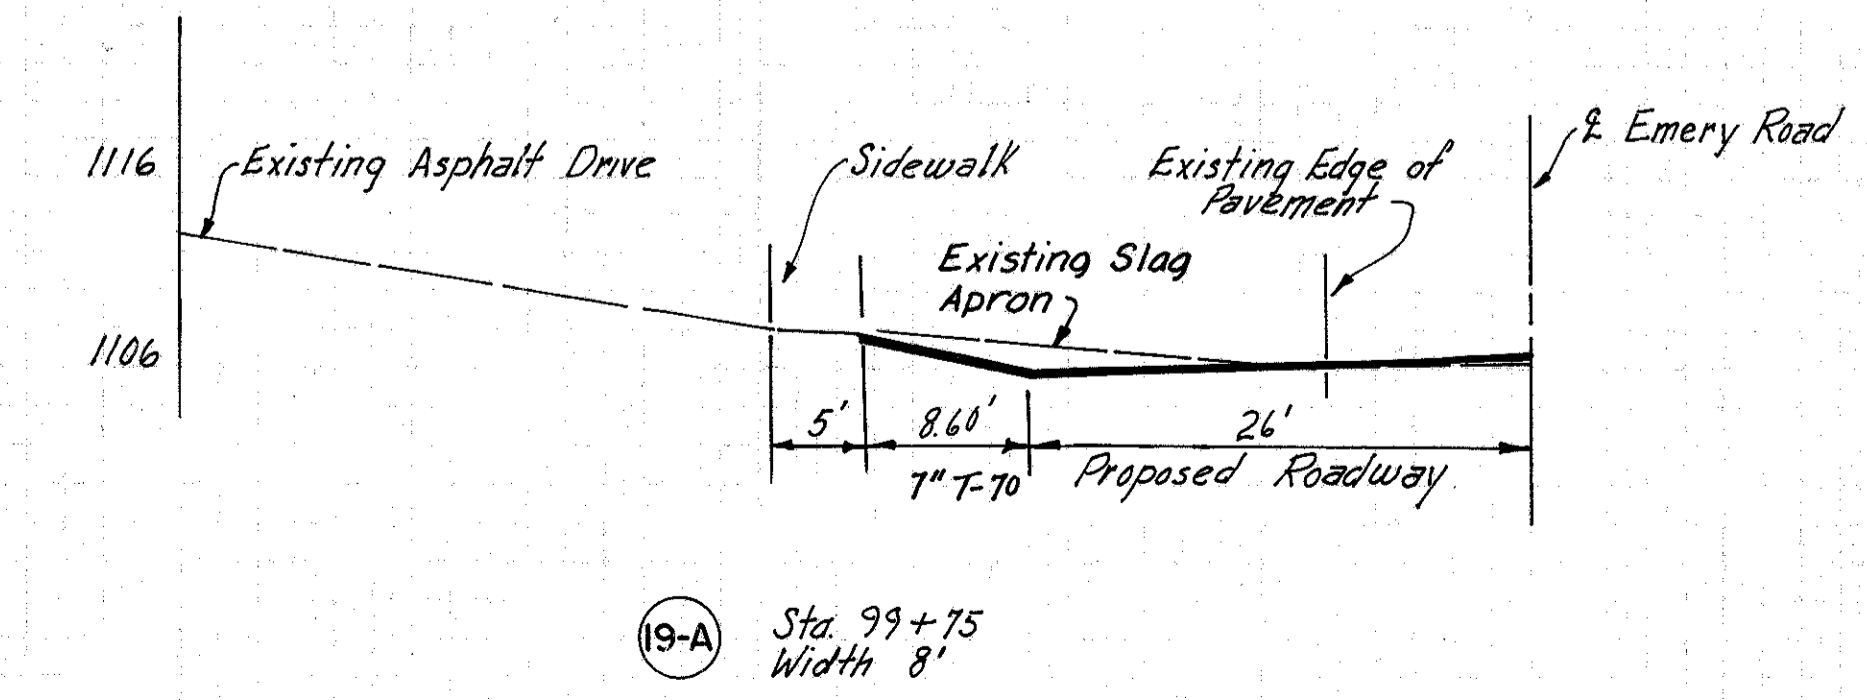 1116
Existing Asphalt Drive
Sidewalk
Existing Edge of
Pavement
℄ Emery Road
Existing Slag
Apron
1106
5'
8.60'
26'
7" T-70
Proposed Roadway
19-A
Sta. 99+75
Width 8'